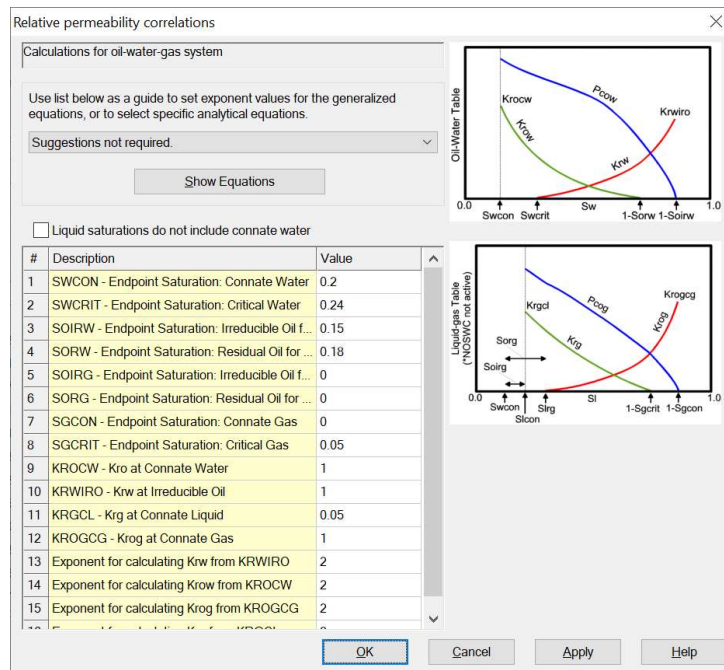 Relative permeability correlations
Calculations for oil-water-gas system
Use list below as a guide to set exponent values for the generalized
equations, or to select specific analytical equations.
Suggestions not required.
Show Equations
Liquid saturations do not include connate water
# Description Value
1 SWCON - Endpoint Saturation: Connate Water 0.2
2 SWCRIT - Endpoint Saturation: Critical Water 0.24
3 SOIRW - Endpoint Saturation: Irreducible Oil f... 0.15
4 SORW - Endpoint Saturation: Residual Oil for ... 0.18
5 SOIRG - Endpoint Saturation: Irreducible Oil f... 0
6 SORG - Endpoint Saturation: Residual Oil for ... 0
7 SGCON - Endpoint Saturation: Connate Gas 0
8 SGCRIT - Endpoint Saturation: Critical Gas 0.05
9 KROCW - Kro at Connate Water 1
10 KRWIRO - Krw at Irreducible Oil 1
11 KRGCL - Krg at Connate Liquid 0.05
12 KROGCG - Krog at Connate Gas 1
13 Exponent for calculating Krw from KRWIRO 2
14 Exponent for calculating Krow from KROCW 2
15 Exponent for calculating Krog from KROGCG 2
Oil-Water Table
Krocw
Pcow
Krwiro
Krow
Krw
0.0 Sw 1.0
Swcon Swcrit 1-Sorw 1-Soirw
Liquid-gas Table
(*NOSWC not active)
Krgcl
Pcog
Krogcg
Krog
Krg
Sorg
Soirg
0.0 Sl 1.0
Swcon Slrg 1-Sgcrit 1-Sgcon
Slcon
OK
Cancel
Apply
Help